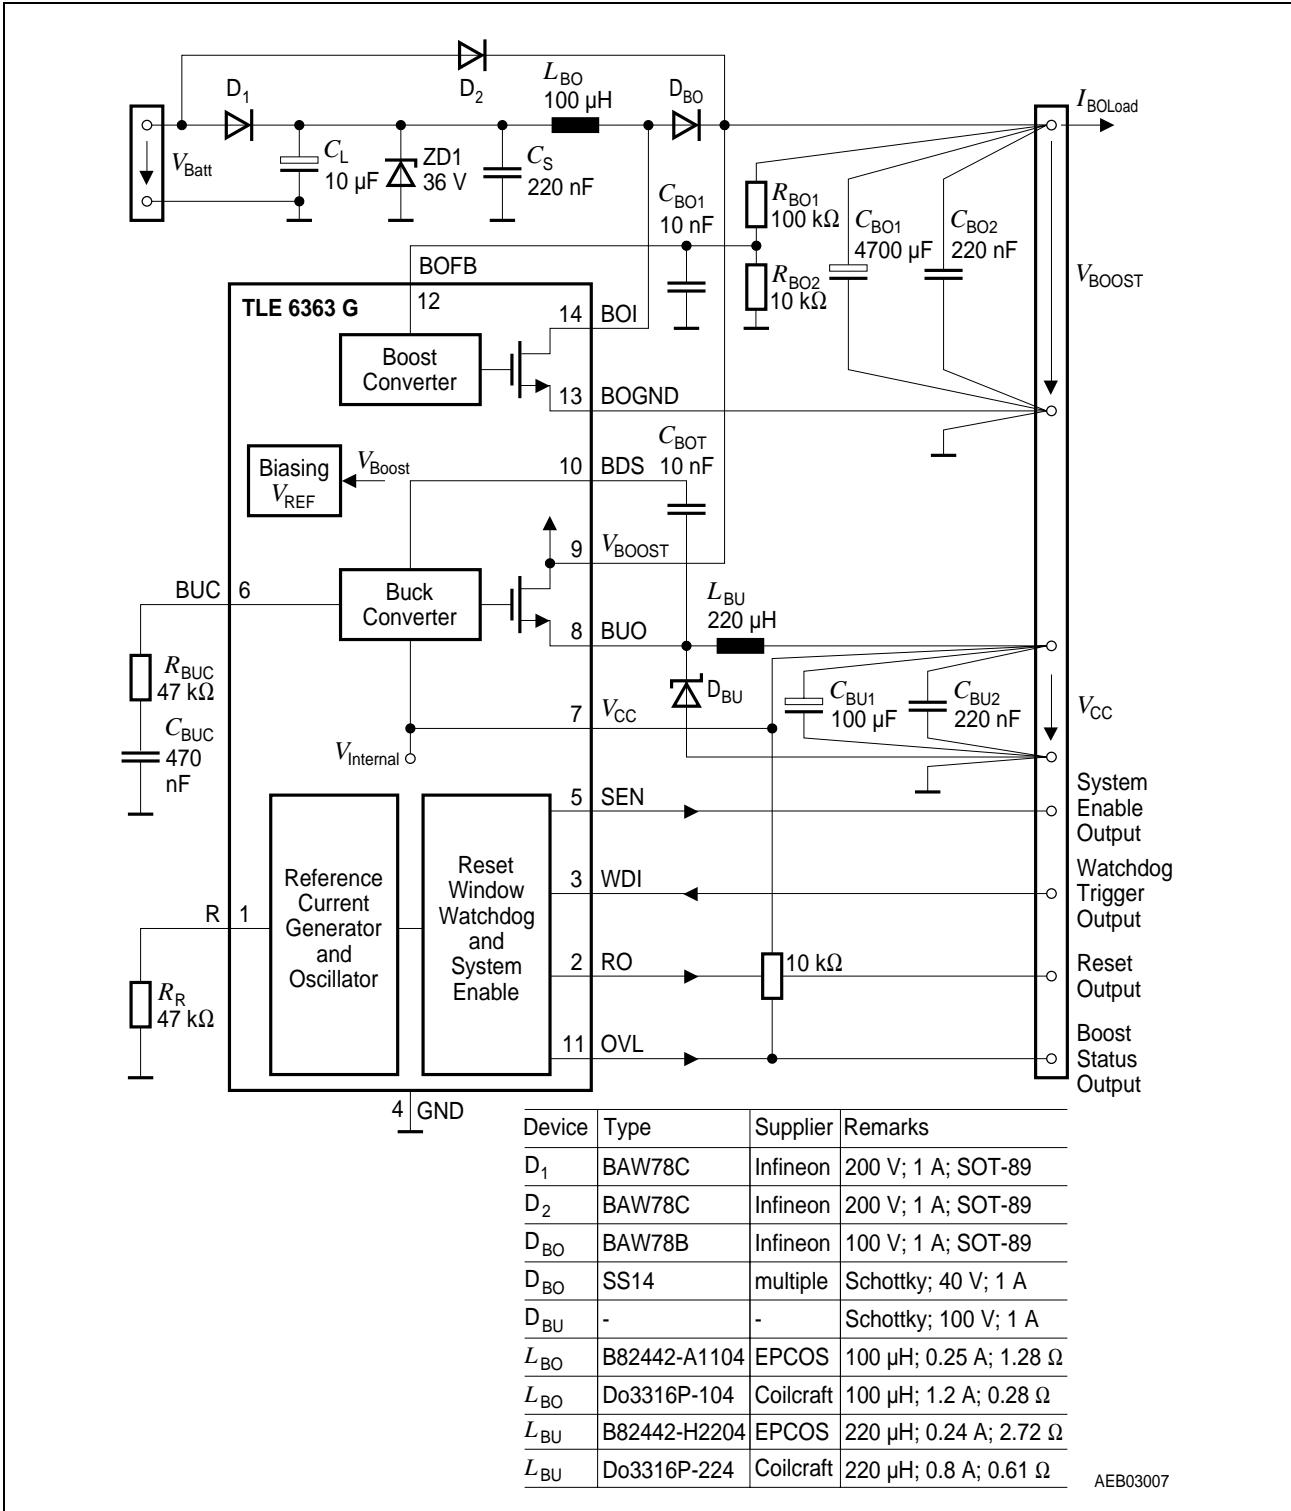 D1
D2
LBO
100 µH
DBO
IBOLoad
VBatt
CL
10 µF
ZD1
36 V
CS
220 nF
CBO1
10 nF
RBO1
100 kΩ
RBO2
10 kΩ
CBO1
4700 µF
CBO2
220 nF
VBOOST
BOFB
TLE 6363 G
12
14 BOI
Boost
Converter
13 BOGND
CBOT
10 nF
Biasing
VREF
VBoost
10 BDS
9 VBOOST
BUC 6
Buck
Converter
LBU
220 µH
8 BUO
RBUC
47 kΩ
CBUC
470
nF
DBU
CBU1
100 µF
CBU2
220 nF
VCC
7 VCC
VInternal
5 SEN
System
Enable
Output
Reference
Current
Generator
and
Oscillator
Reset
Window
Watchdog
and
System
Enable
3 WDI
Watchdog
Trigger
Output
R 1
2 RO
10 kΩ
Reset
Output
RR
47 kΩ
11 OVL
Boost
Status
Output
4 GND
Device Type Supplier Remarks
D1 BAW78C Infineon 200 V; 1 A; SOT-89
D2 BAW78C Infineon 200 V; 1 A; SOT-89
DBO BAW78B Infineon 100 V; 1 A; SOT-89
DBO SS14 multiple Schottky; 40 V; 1 A
DBU - - Schottky; 100 V; 1 A
LBO B82442-A1104 EPCOS 100 µH; 0.25 A; 1.28 Ω
LBO Do3316P-104 Coilcraft 100 µH; 1.2 A; 0.28 Ω
LBU B82442-H2204 EPCOS 220 µH; 0.24 A; 2.72 Ω
LBU Do3316P-224 Coilcraft 220 µH; 0.8 A; 0.61 Ω
AEB03007